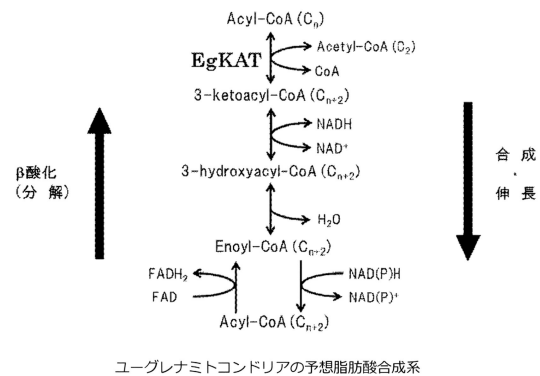 Acyl-CoA (Cn)
Acetyl-CoA (C2)
EgKAT
CoA
3-ketoacyl-CoA (Cn+2)
NADH
NAD+
β酸化
(分 解)
合 成
・
伸 長
3-hydroxyacyl-CoA (Cn+2)
H2O
Enoyl-CoA (Cn+2)
FADH2
NAD(P)H
FAD
NAD(P)+
Acyl-CoA (Cn+2)
ユーグレナミトコンドリアの予想脂肪酸合成系